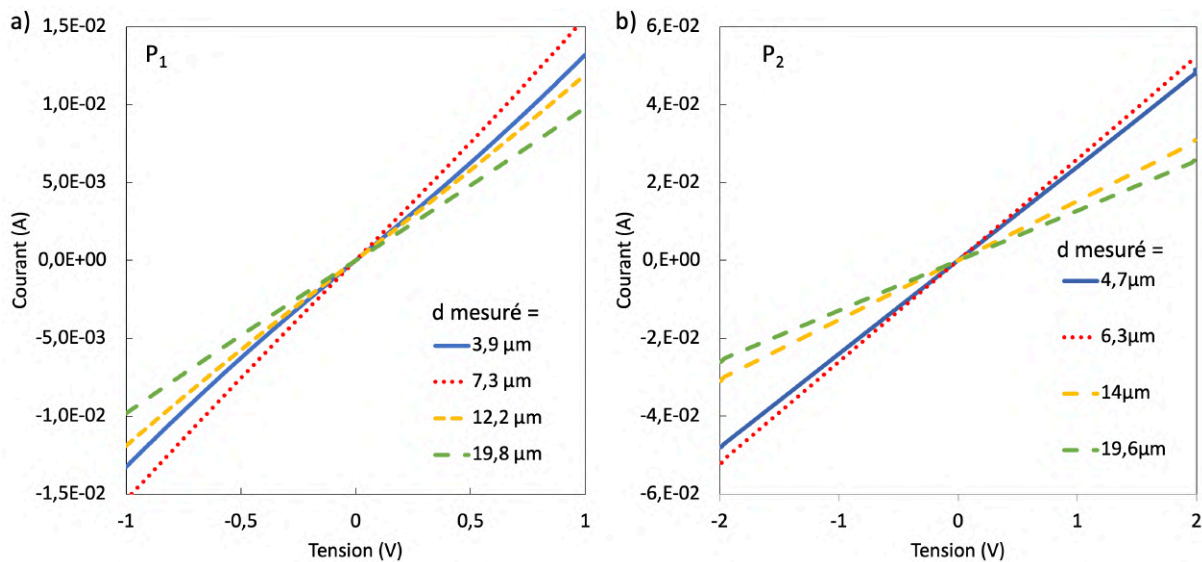 a)
P1
1,5E-02
1,0E-02
5,0E-03
0,0E+00
-5,0E-03
-1,0E-02
-1,5E-02
Courant (A)
-1
-0,5
0
0,5
1
Tension (V)
d mesuré =
3,9 µm
7,3 µm
12,2 µm
19,8 µm
b)
P2
6,E-02
4,E-02
2,E-02
0,E+00
-2,E-02
-4,E-02
-6,E-02
Courant (A)
-2
-1
0
1
2
Tension (V)
d mesuré =
4,7µm
6,3µm
14µm
19,6µm